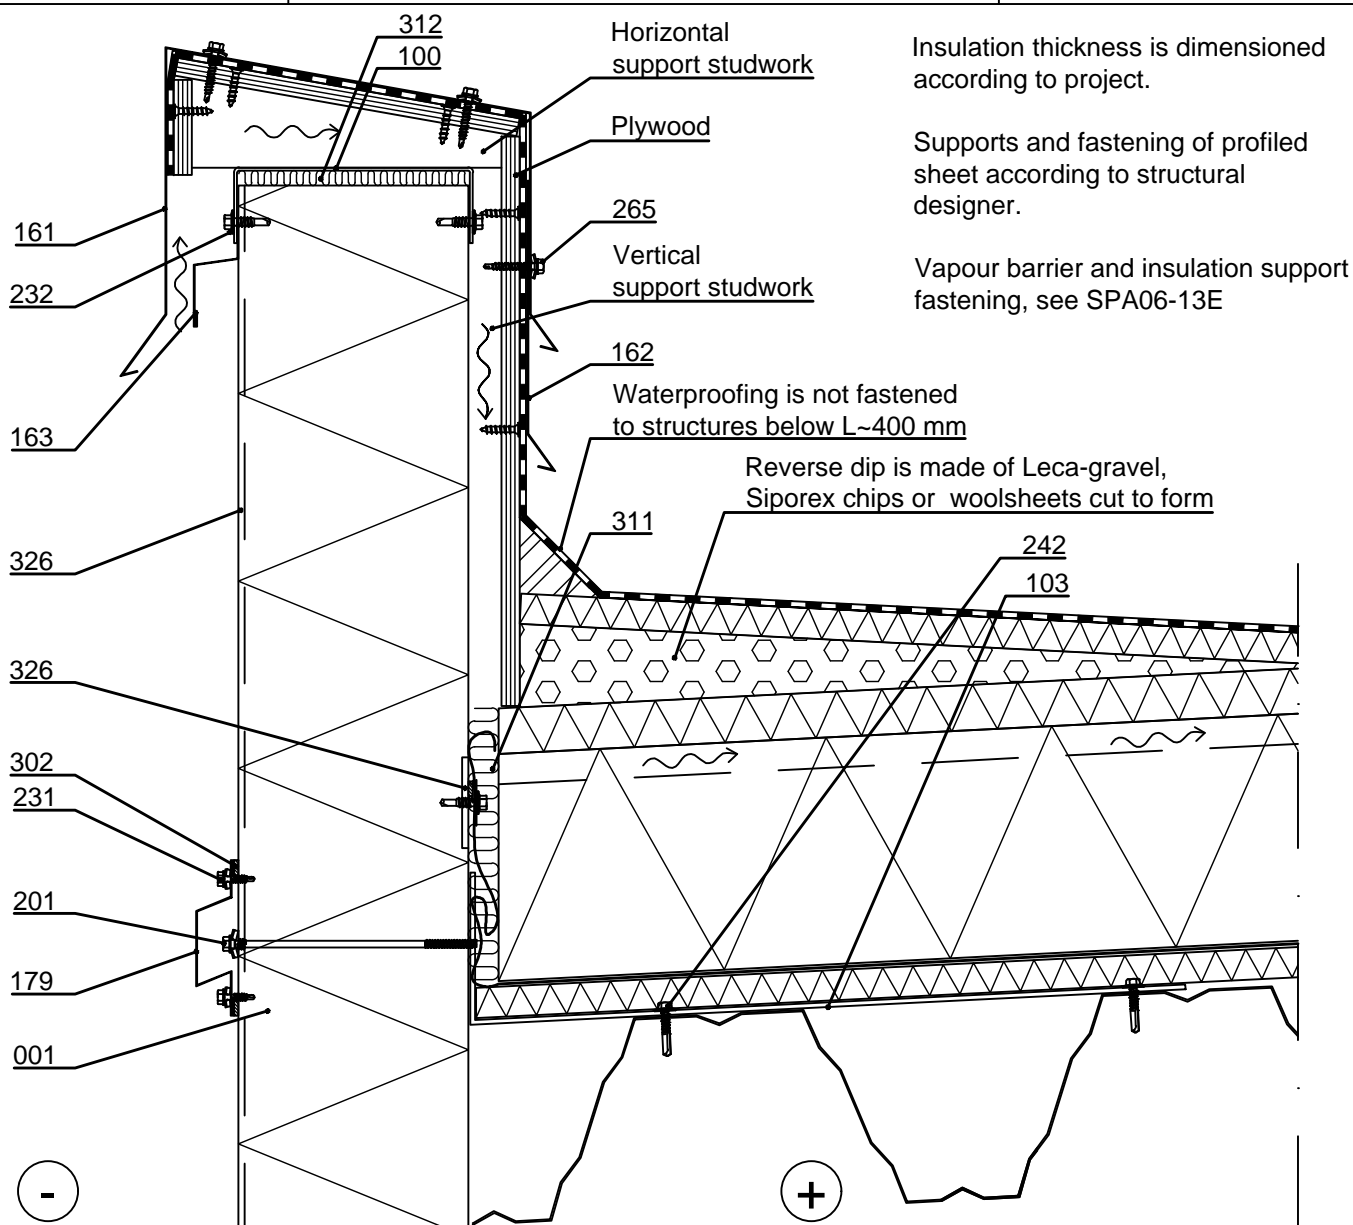 312
100
Horizontal
support studwork
Plywood
Insulation thickness is dimensioned
according to project.
Supports and fastening of profiled
sheet according to structural
designer.
Vapour barrier and insulation support
fastening, see SPA06-13E
161
232
163
265
Vertical
support studwork
162
Waterproofing is not fastened
to structures below L~400 mm
Reverse dip is made of Leca-gravel,
Siporex chips or  woolsheets cut to form
311
242
103
326
326
302
231
201
179
001
-
+